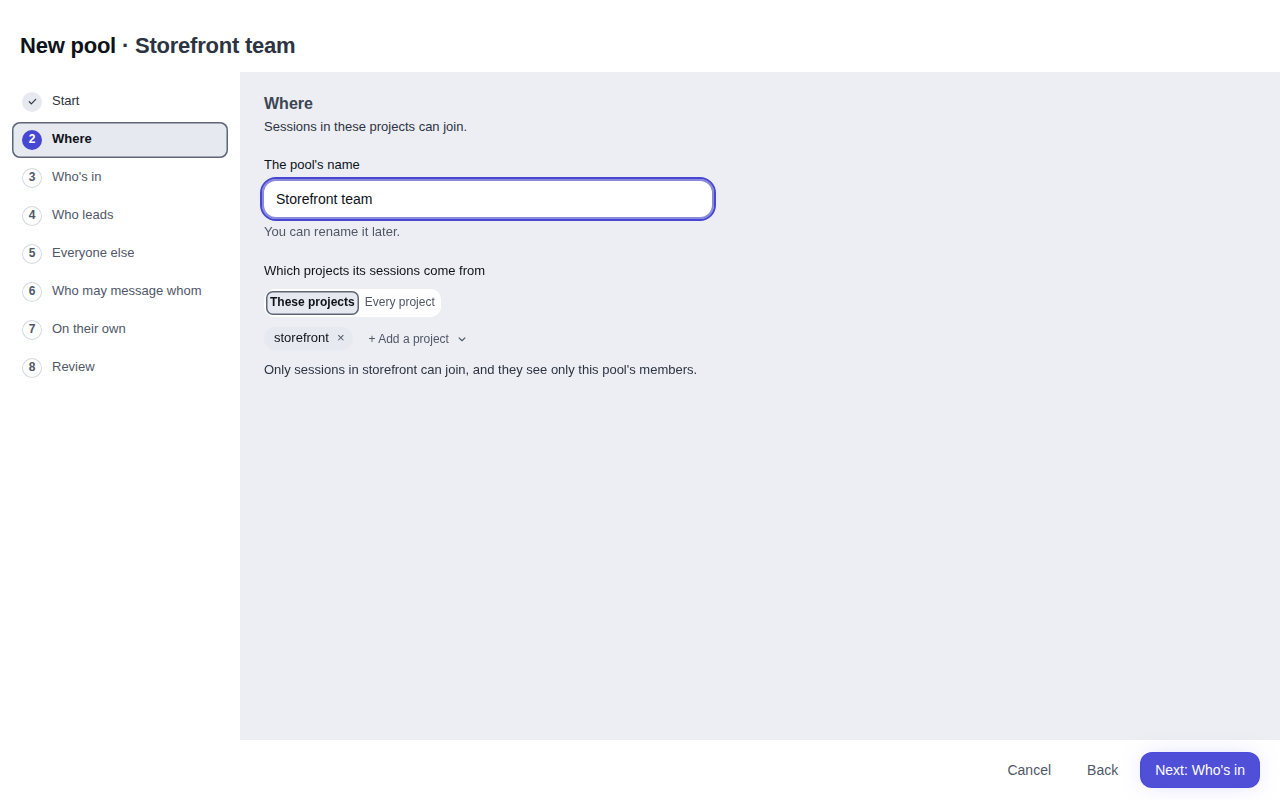 New pool · Storefront team
Start
2 Where
3 Who's in
4 Who leads
5 Everyone else
6 Who may message whom
7 On their own
8 Review
Where
Sessions in these projects can join.
The pool's name
Storefront team
You can rename it later.
Which projects its sessions come from
These projects Every project
storefront × + Add a project
Only sessions in storefront can join, and they see only this pool's members.
Cancel Back Next: Who's in